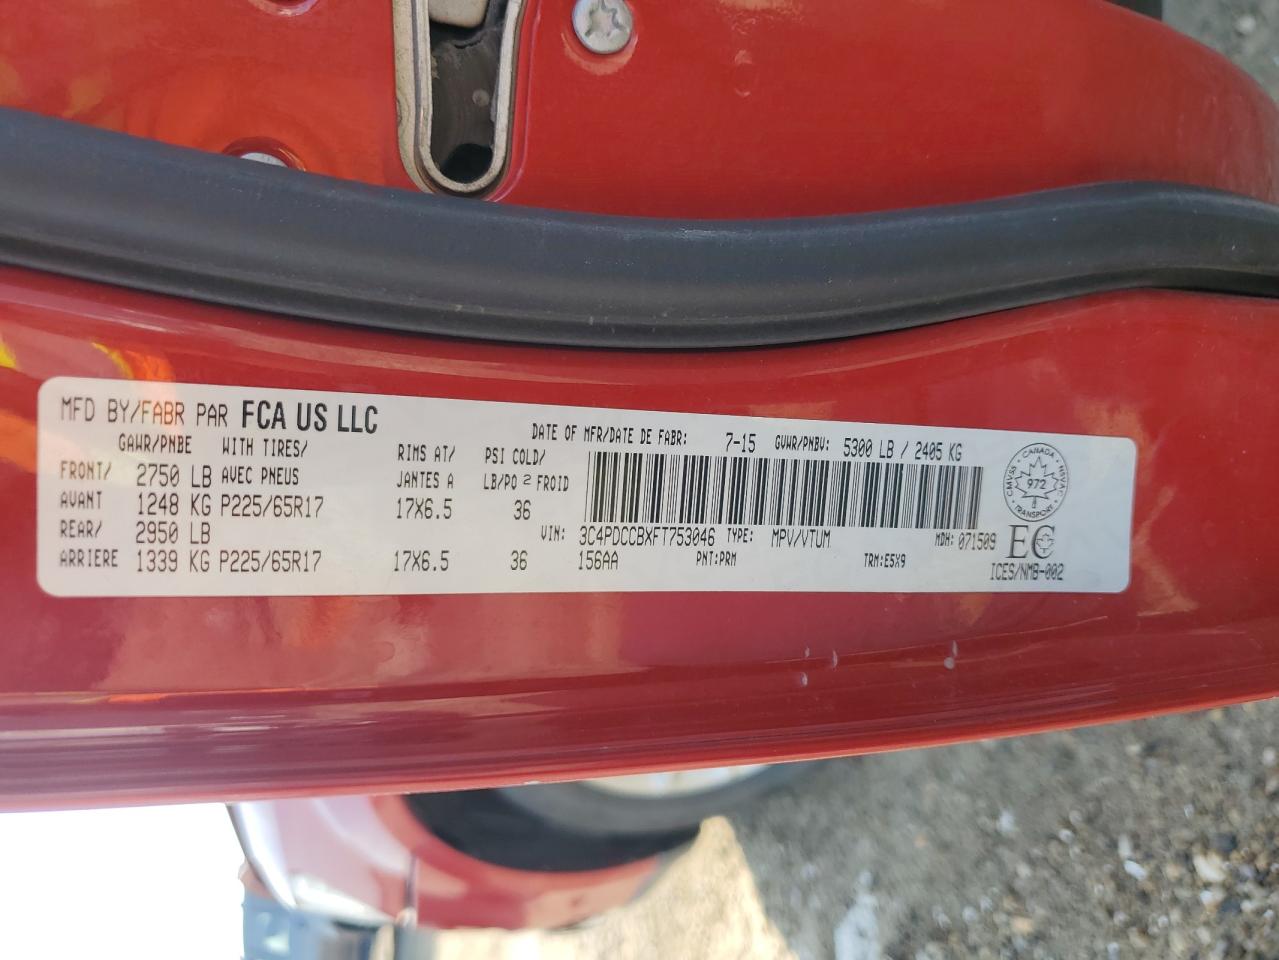 MFD BY/FABR PAR FCA US LLC DATE OF MFR/DATE DE FABR: 7-15 GVWR/PNBV: 5300 LB / 2405 KG
GAWR/PNBE WITH TIRES/ RIMS AT/ PSI COLD/
FRONT/ 2750 LB AVEC PNEUS JANTES A LB/PO 2 FROID
AVANT 1248 KG P225/65R17 17X6.5 36
REAR/ 2950 LB VIN: 3C4PDCCBXFT753046 TYPE: MPV/VTUM MDH: 071509
ARRIERE 1339 KG P225/65R17 17X6.5 36 156AA PNT:PRM TRM:E5X9
CANADA
CMVSS NSVAC
972
TRANSPORT
EC
ICES/NMB-002